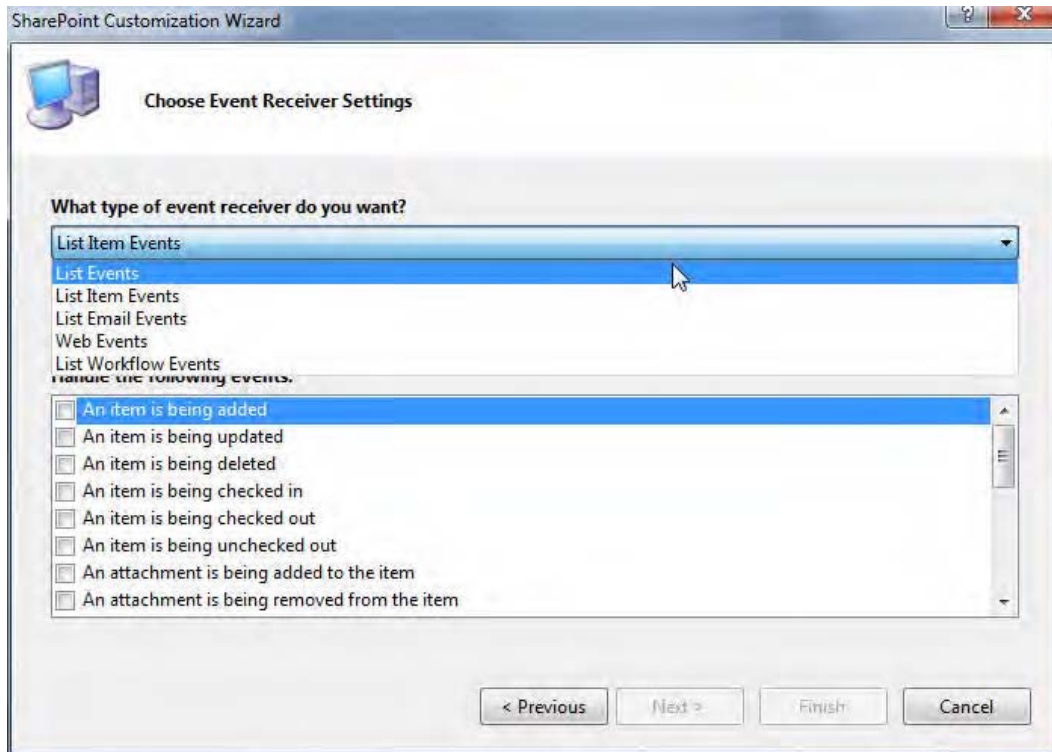 SharePoint Customization Wizard
Choose Event Receiver Settings
What type of event receiver do you want?
List Item Events
List Events
List Item Events
List Email Events
Web Events
List Workflow Events
Handle the following events:
An item is being added
An item is being updated
An item is being deleted
An item is being checked in
An item is being checked out
An item is being unchecked out
An attachment is being added to the item
An attachment is being removed from the item
< Previous
Next >
Finish
Cancel